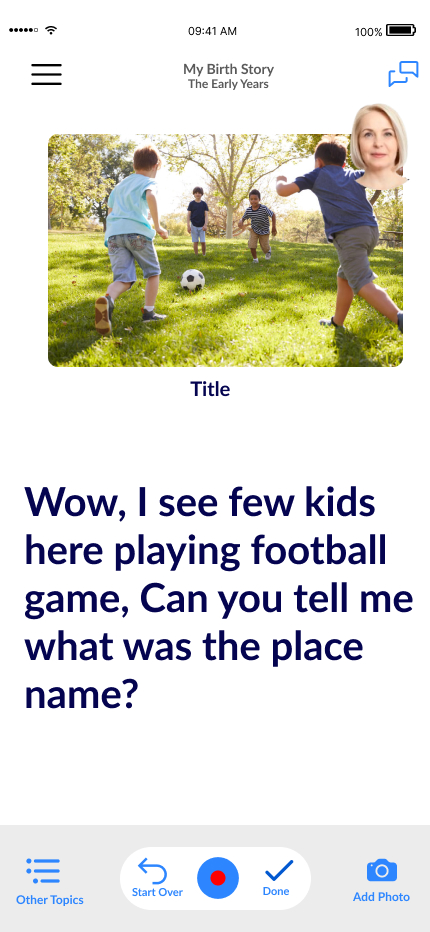 09:41 AM
100%
My Birth Story
The Early Years
Title
Wow, I see few kids
here playing football
game, Can you tell me
what was the place
name?
Other Topics
Start Over
Done
Add Photo